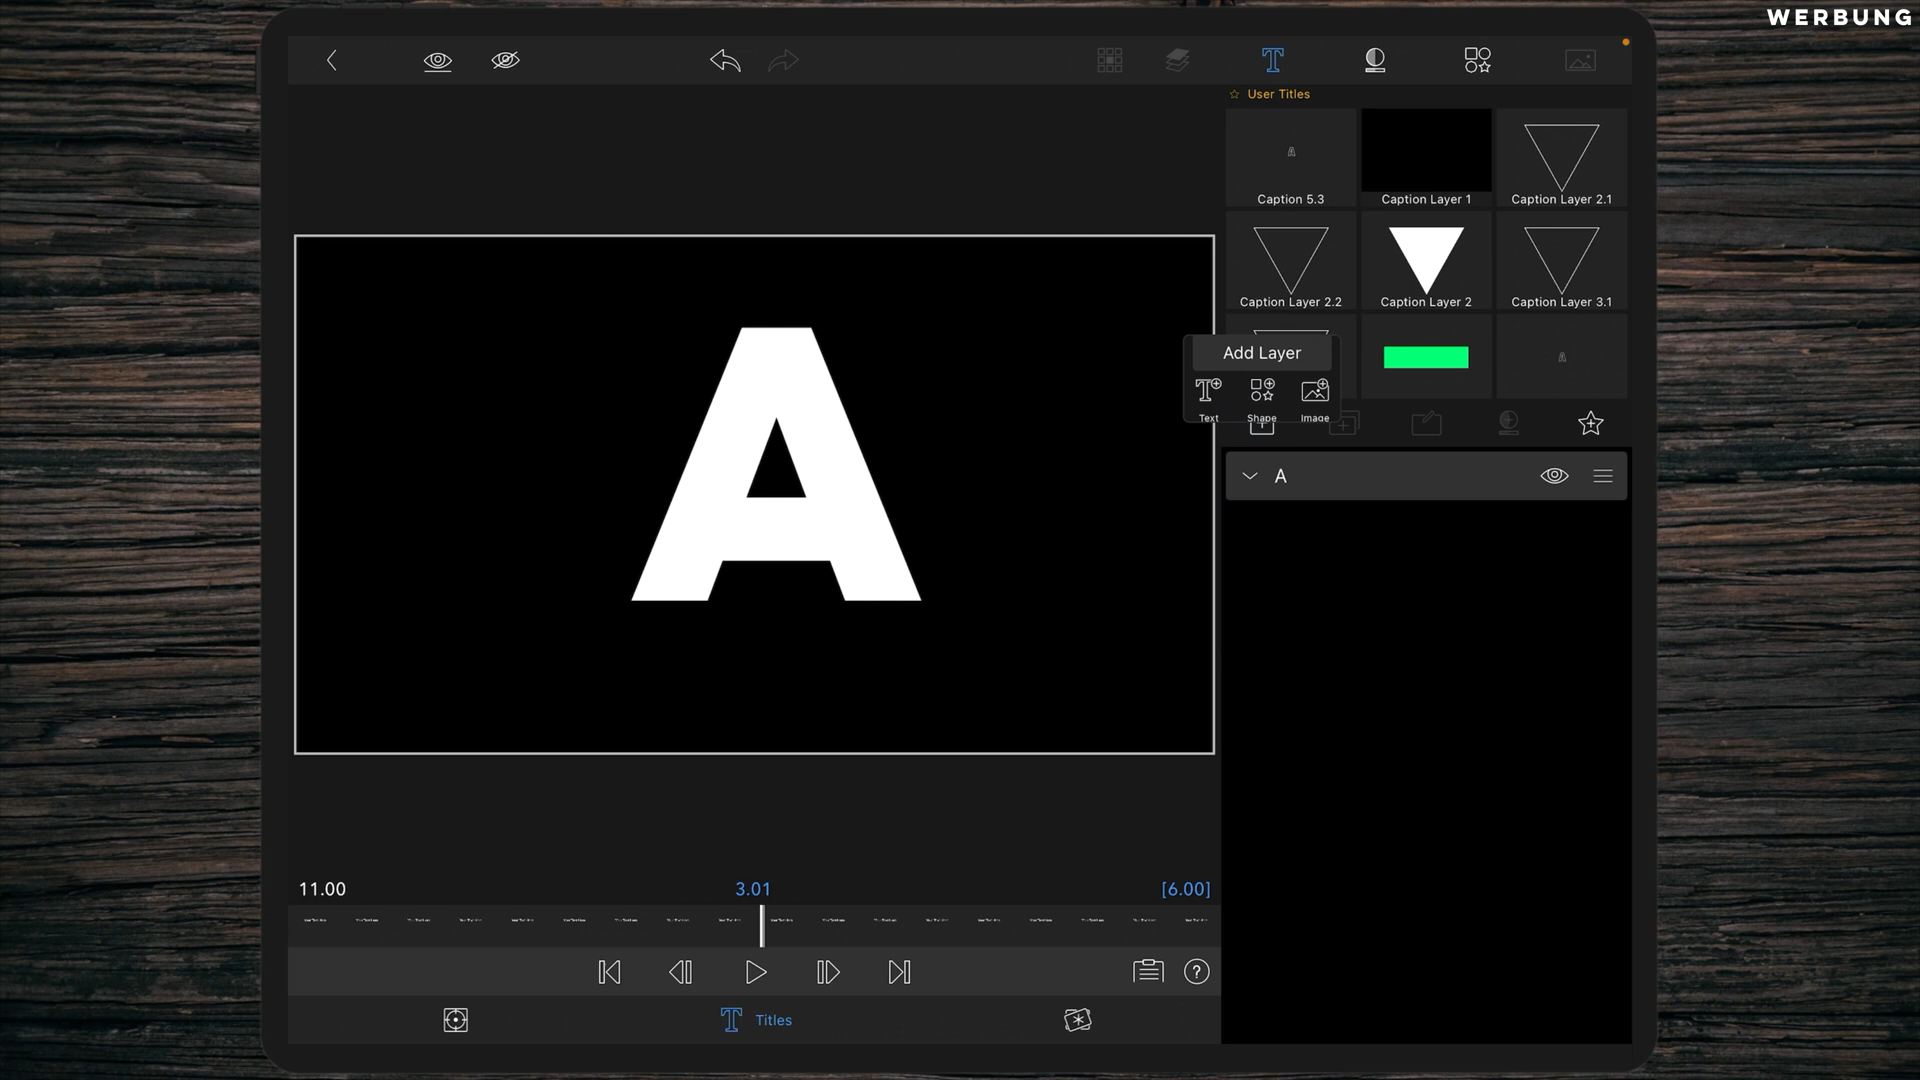 WERBUNG
User Titles
A
Caption 5.3
Caption Layer 1
Caption Layer 2.1
Caption Layer 2.2
Caption Layer 2
Caption Layer 3.1
Add Layer
Text
Shape
Image
A
A
A
11.00
3.01
[6.00]
Titles